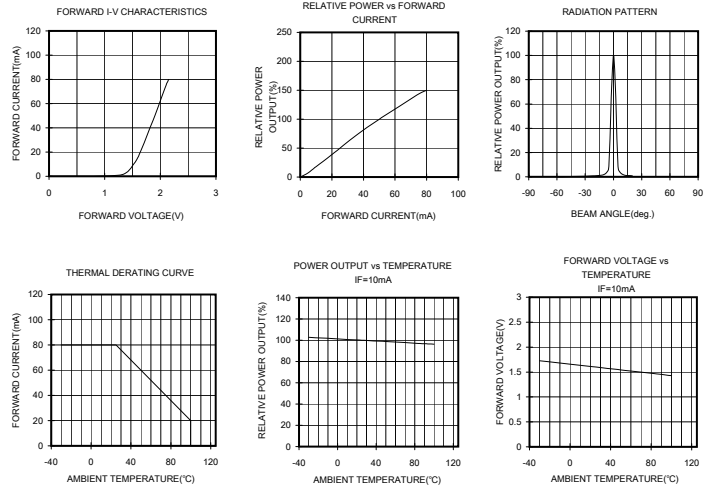 FORWARD I-V CHARACTERISTICS
FORWARD CURRENT(mA)
120
100
80
60
40
20
0
0 1 2 3
FORWARD VOLTAGE(V)
RELATIVE POWER vs FORWARD
CURRENT
RELATIVE POWER
OUTPUT(%)
250
200
150
100
50
0
0 20 40 60 80 100
FORWARD CURRENT(mA)
RADIATION PATTERN
RELATIVE POWER OUTPUT(%)
120
100
80
60
40
20
0
-90 -60 -30 0 30 60 90
BEAM ANGLE(deg.)
THERMAL DERATING CURVE
FORWARD CURRENT(mA)
120
100
80
60
40
20
0
-40 0 40 80 120
AMBIENT TEMPERATURE(°C)
POWER OUTPUT vs TEMPERATURE
IF=10mA
RELATIVE POWER OUTPUT(%)
140
120
100
80
60
40
20
0
-40 0 40 80 120
AMBIENT TEMPERATURE(°C)
FORWARD VOLTAGE vs
TEMPERATURE
IF=10mA
FORWARD VOLTAGE(V)
3
2.5
2
1.5
1
0.5
0
-40 0 40 80 120
AMBIENT TEMPERATURE(°C)